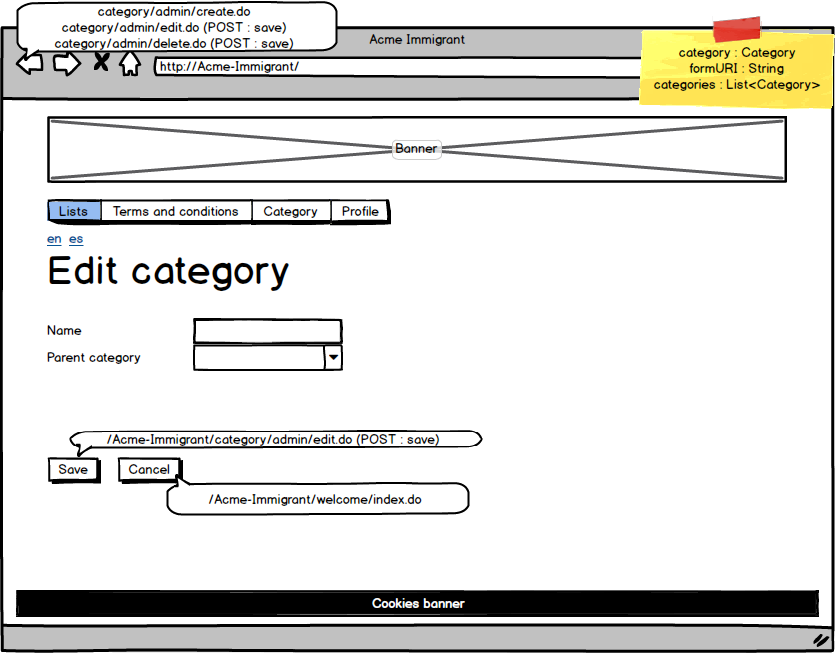 category/admin/create.do
category/admin/edit.do (POST : save)
category/admin/delete.do (POST : save)
Acme Immigrant
http://Acme-Immigrant/
category : Category
formURI : String
categories : List<Category>
Banner
Lists Terms and conditions Category Profile
en es
Edit category
Name
Parent category
/Acme-Immigrant/category/admin/edit.do (POST : save)
Save Cancel
/Acme-Immigrant/welcome/index.do
Cookies banner